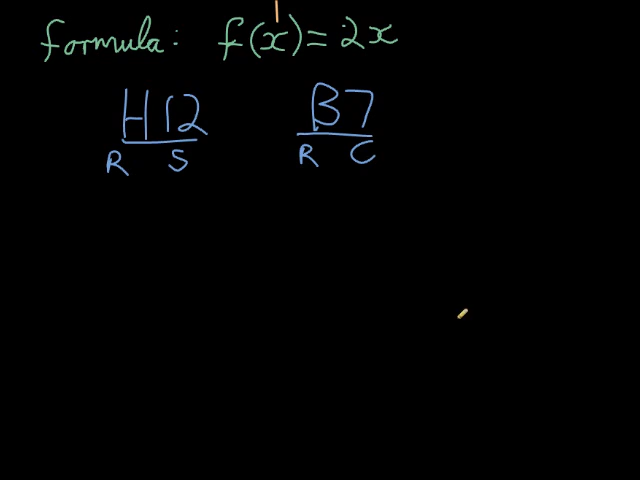 formula: f(x) = 2x
H12 B7
R S R C